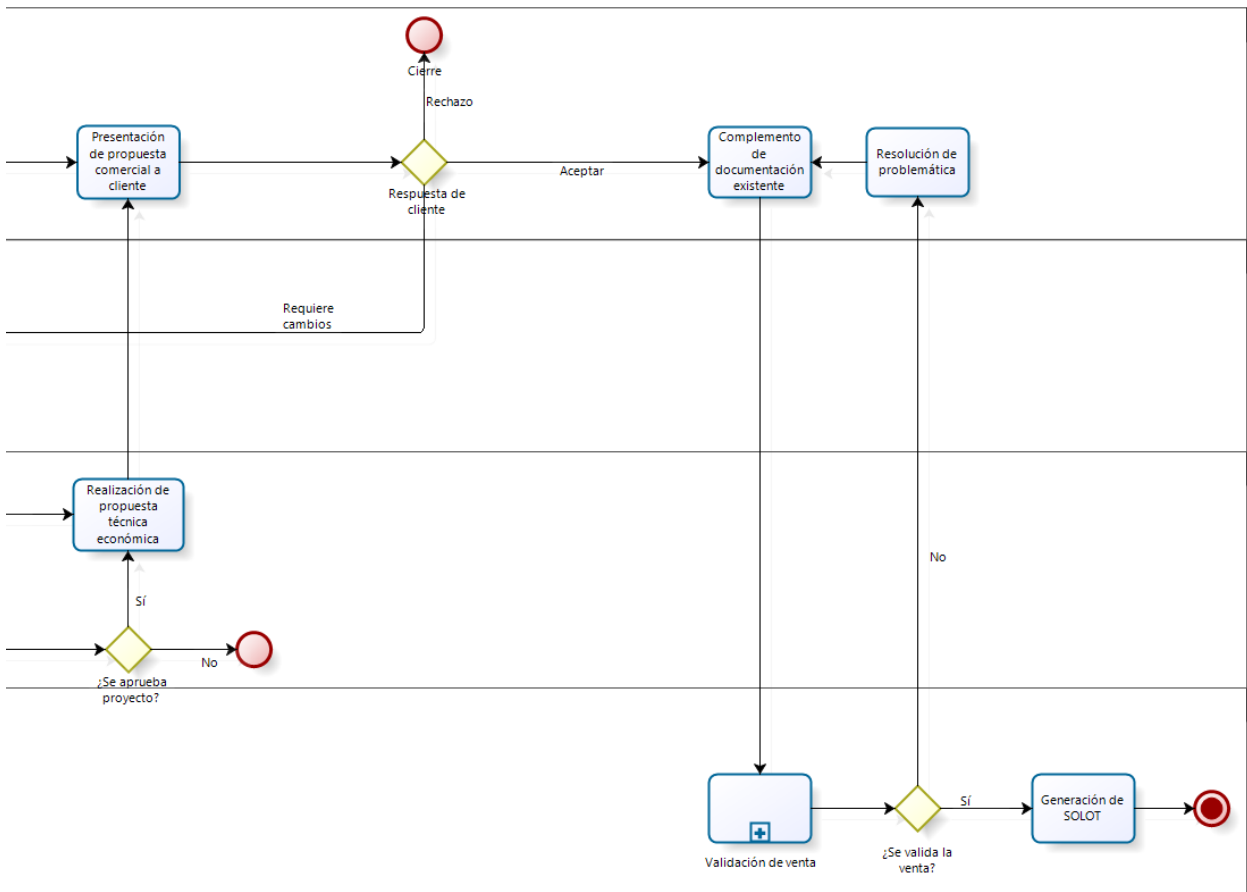 Cierre
Rechazo
Presentación
de propuesta
comercial a
cliente
Respuesta de
cliente
Aceptar
Complemento
de
documentación
existente
Resolución de
problemática
Requiere
cambios
Realización de
propuesta
técnica
económica
Sí
No
¿Se aprueba
proyecto?
No
Validación de venta
¿Se valida la
venta?
Sí
Generación de
SOLOT